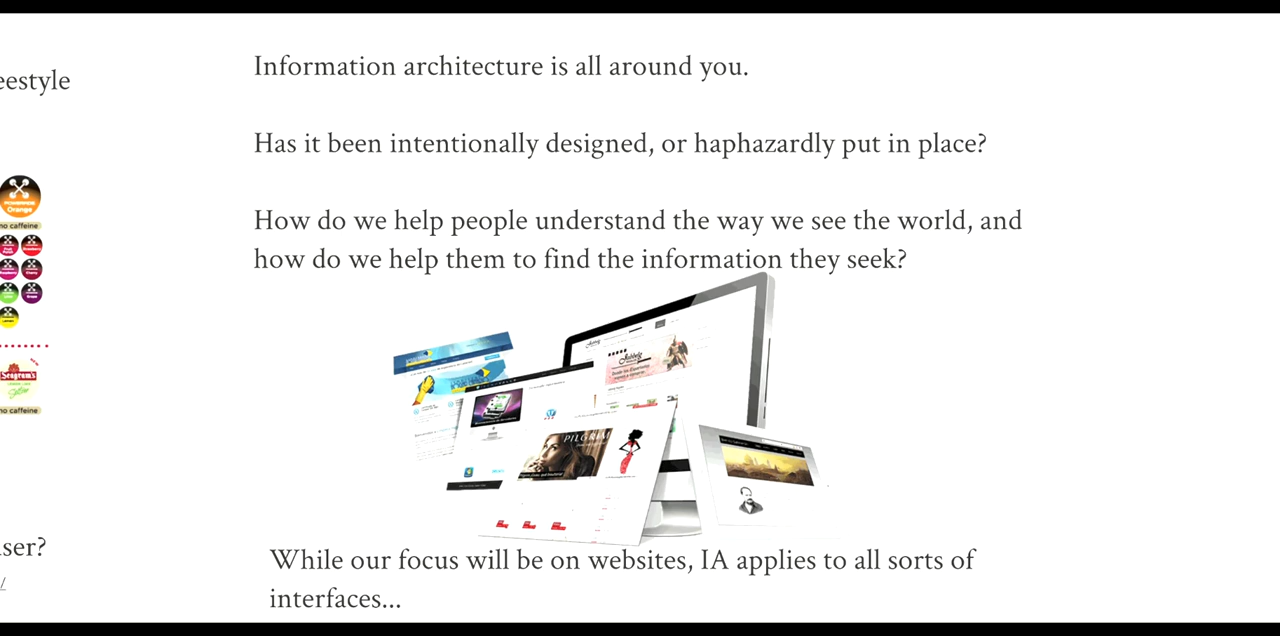 eestyle
Information architecture is all around you.
Has it been intentionally designed, or haphazardly put in place?
How do we help people understand the way we see the world, and
how do we help them to find the information they seek?
Orange
no caffeine
Seagram's
no caffeine
PILGRIM
While our focus will be on websites, IA applies to all sorts of
interfaces...
ser?
/